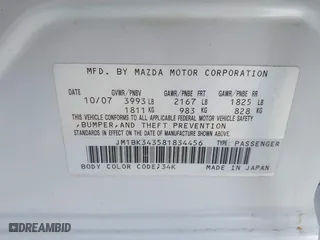 MFD. BY MAZDA MOTOR CORPORATION
DATE GVWR/PNBV GAWR/PNBE FRT GAWR/PNBE RR
10/07 3993 LB 2167 LB 1825 LB
1811 KG 983 KG 828 KG
THIS VEHICLE CONFORMS TO ALL APPLICABLE FEDERAL MOTOR VEHICLE SAFETY
, BUMPER, AND THEFT PREVENTION
STANDARDS IN EFFECT ON THE DATE OF MANUFACTURE SHOWN ABOVE.
JM1BK343581834456 TYPE: PASSENGER
BODY COLOR CODE: 34K MADE IN JAPAN